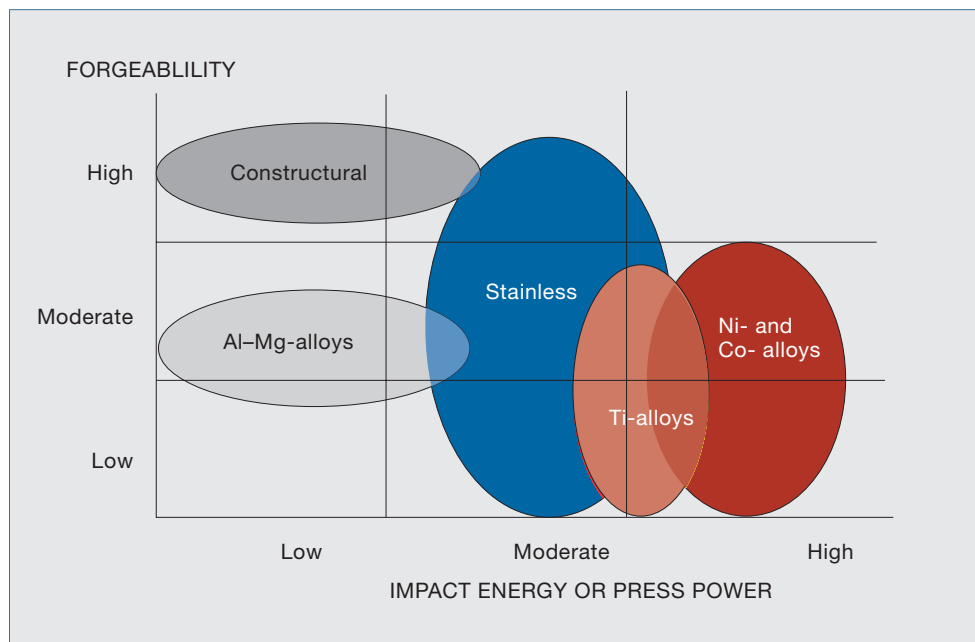 FORGEABLILITY
High
Constructural
Stainless
Moderate
Al–Mg-alloys
Ni- and
Co- alloys
Ti-alloys
Low
Low
Moderate
High
IMPACT ENERGY OR PRESS POWER